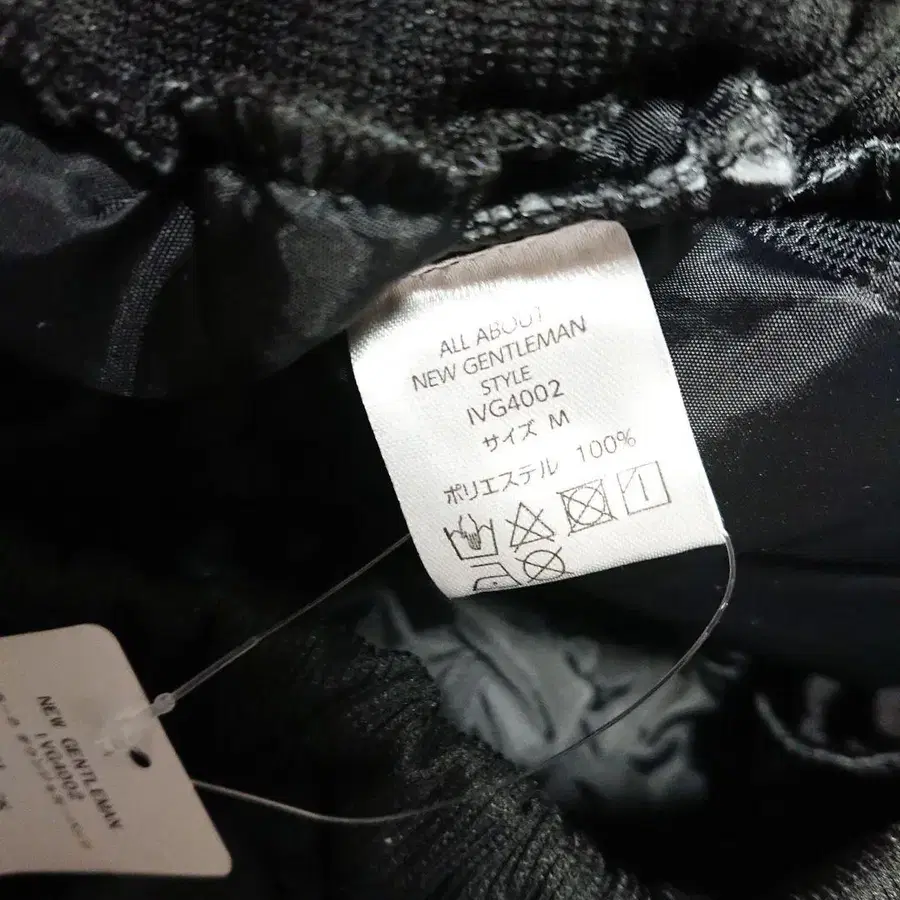 ALL ABOUT
NEW GENTLEMAN
STYLE
IVG4002
サイズ M
ポリエステル 100%
NEW GENTLEMAN
IVG4002